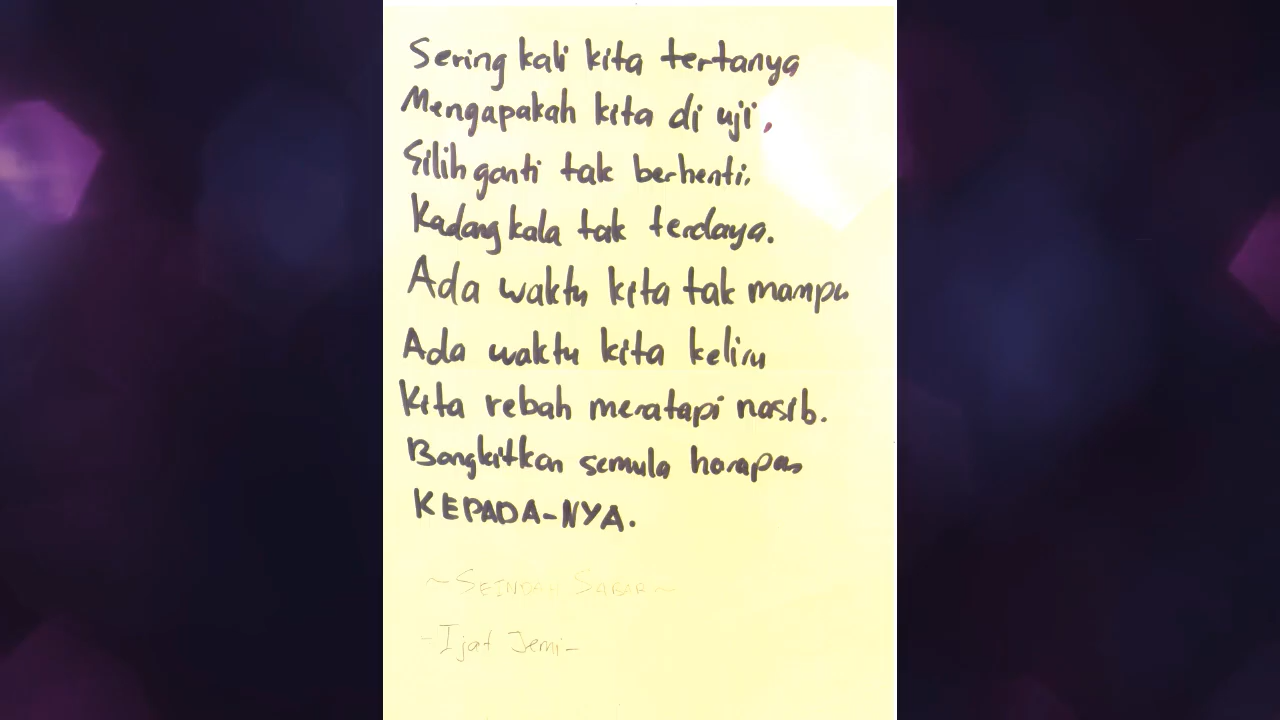 Sering kali kita tertanya
Mengapakah kita di uji,
Silih ganti tak berhenti.
Kadang kala tak terdaya.
Ada waktu kita tak mampu
Ada waktu kita keliru
Kita rebah meratapi nasib.
Bangkitkan semula harapan
KEPADA-NYA.
~SEINDAH SABAR~
-Ijat Jemi-